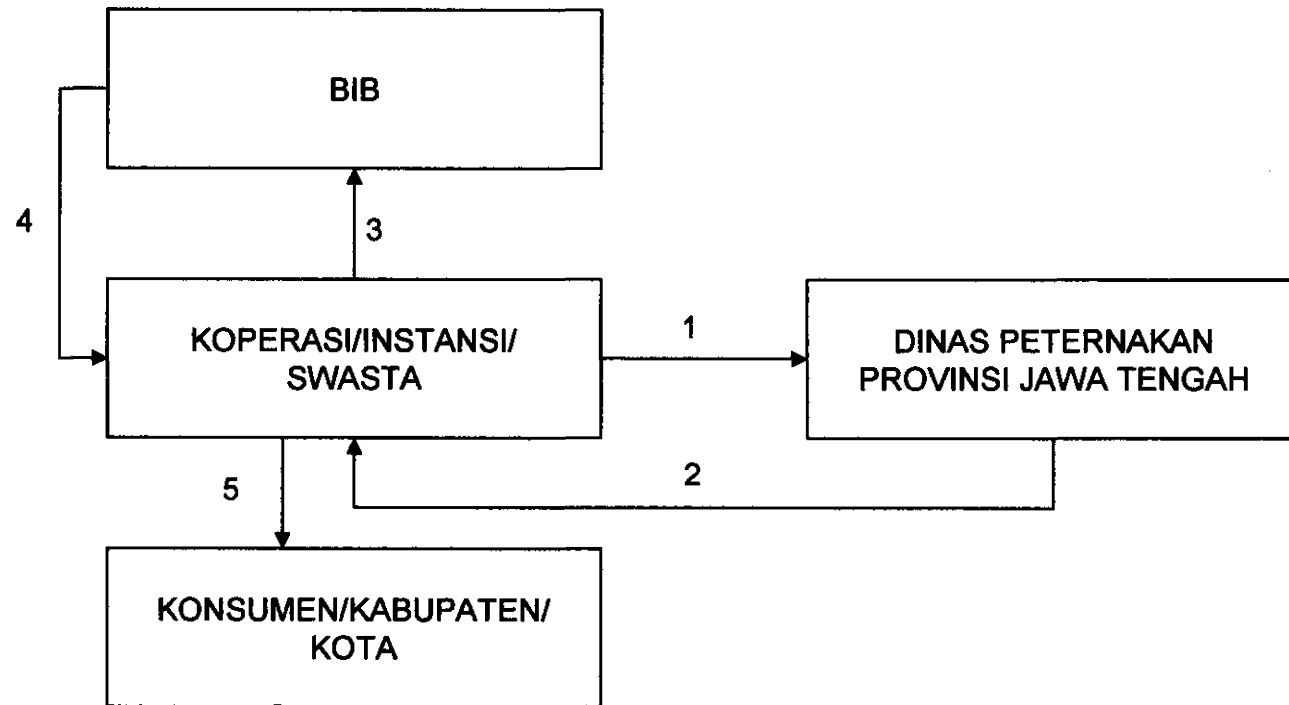 BIB
4
3
KOPERASI/INSTANSI/
SWASTA
1
DINAS PETERNAKAN
PROVINSI JAWA TENGAH
5
2
KONSUMEN/KABUPATEN/
KOTA